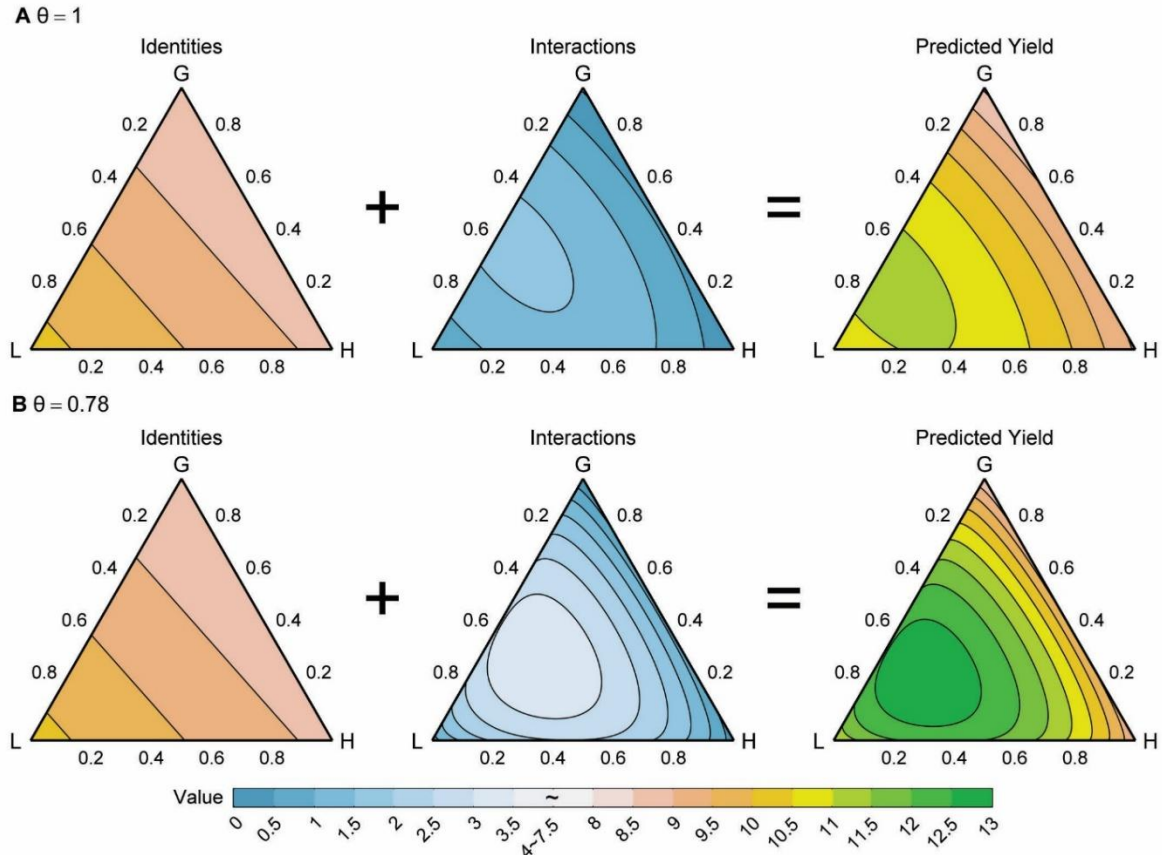 A θ = 1
Identities Interactions Predicted Yield
G G G
0.2 0.8 0.2 0.8 0.2 0.8
0.4 0.6 0.4 0.6 0.4 0.6
+ =
0.6 0.4 0.6 0.4 0.6 0.4
0.8 0.2 0.8 0.2 0.8 0.2
L H L H L H
0.2 0.4 0.6 0.8 0.2 0.4 0.6 0.8 0.2 0.4 0.6 0.8
B θ = 0.78
Identities Interactions Predicted Yield
G G G
0.2 0.8 0.2 0.8 0.2 0.8
0.4 0.6 0.4 0.6 0.4 0.6
+ =
0.6 0.4 0.6 0.4 0.6 0.4
0.8 0.2 0.8 0.2 0.8 0.2
L H L H L H
0.2 0.4 0.6 0.8 0.2 0.4 0.6 0.8 0.2 0.4 0.6 0.8
Value ~
0 0.5 1 1.5 2 2.5 3 3.5 4~7.5 8 8.5 9 9.5 10 10.5 11 11.5 12 12.5 13